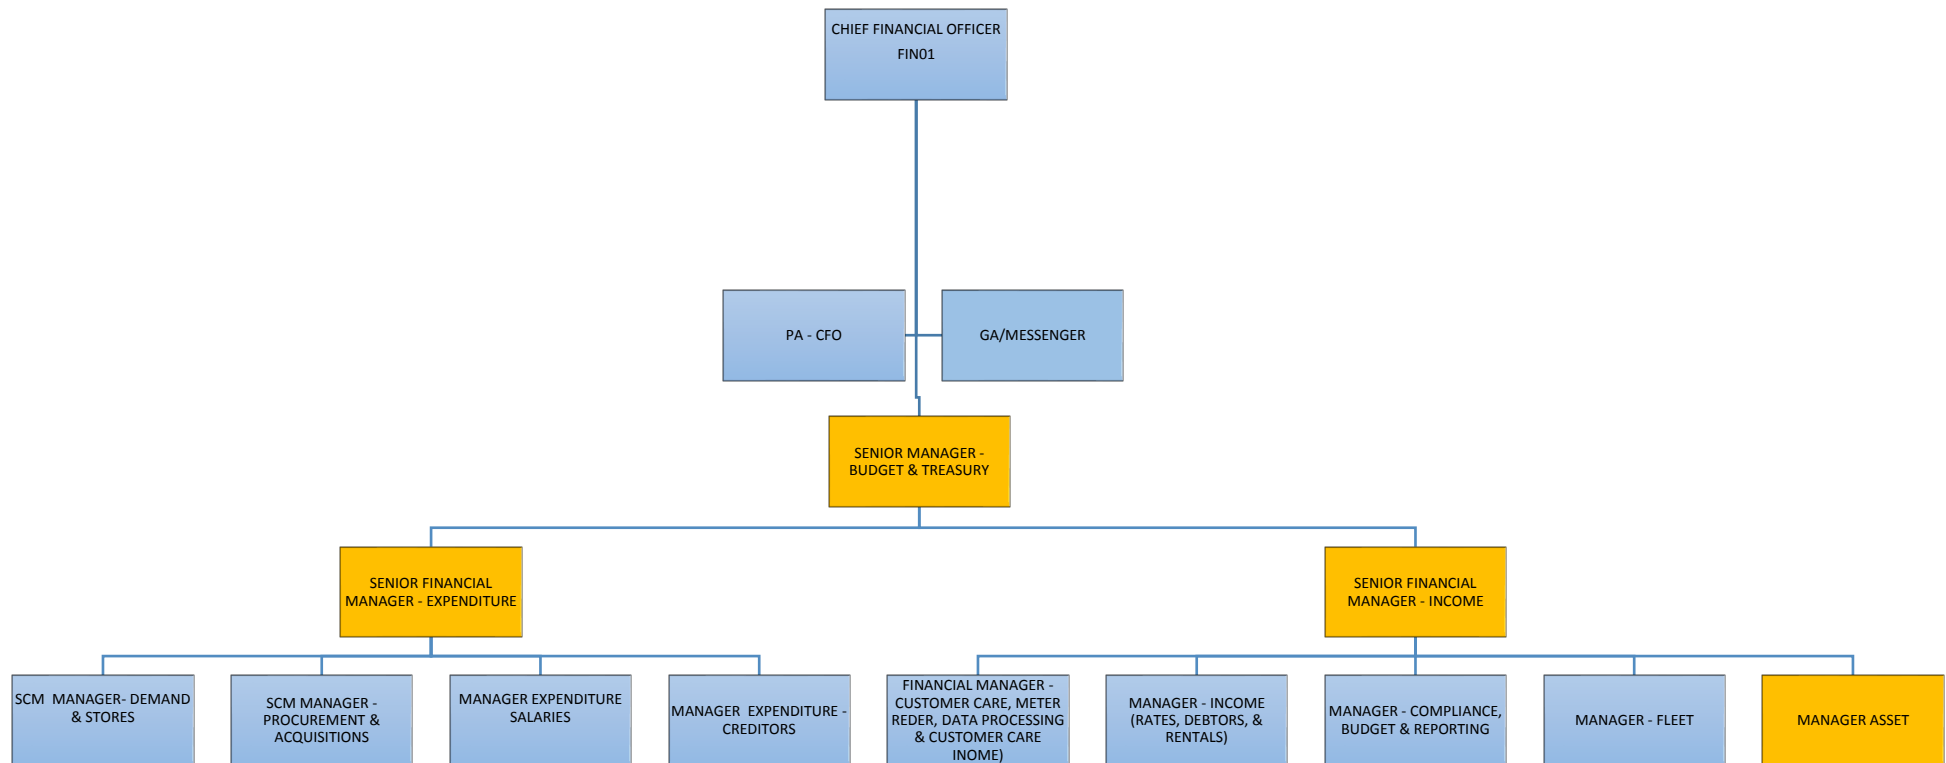 CHIEF FINANCIAL OFFICER
FIN01
PA - CFO
GA/MESSENGER
SENIOR MANAGER -
BUDGET & TREASURY
SENIOR FINANCIAL
MANAGER - EXPENDITURE
SENIOR FINANCIAL
MANAGER - INCOME
SCM MANAGER- DEMAND
& STORES
SCM MANAGER -
PROCUREMENT &
ACQUISITIONS
MANAGER EXPENDITURE
SALARIES
MANAGER EXPENDITURE -
CREDITORS
FINANCIAL MANAGER -
CUSTOMER CARE, METER
REDER, DATA PROCESSING
& CUSTOMER CARE
INOME)
MANAGER - INCOME
(RATES, DEBTORS, &
RENTALS)
MANAGER - COMPLIANCE,
BUDGET & REPORTING
MANAGER - FLEET
MANAGER ASSET